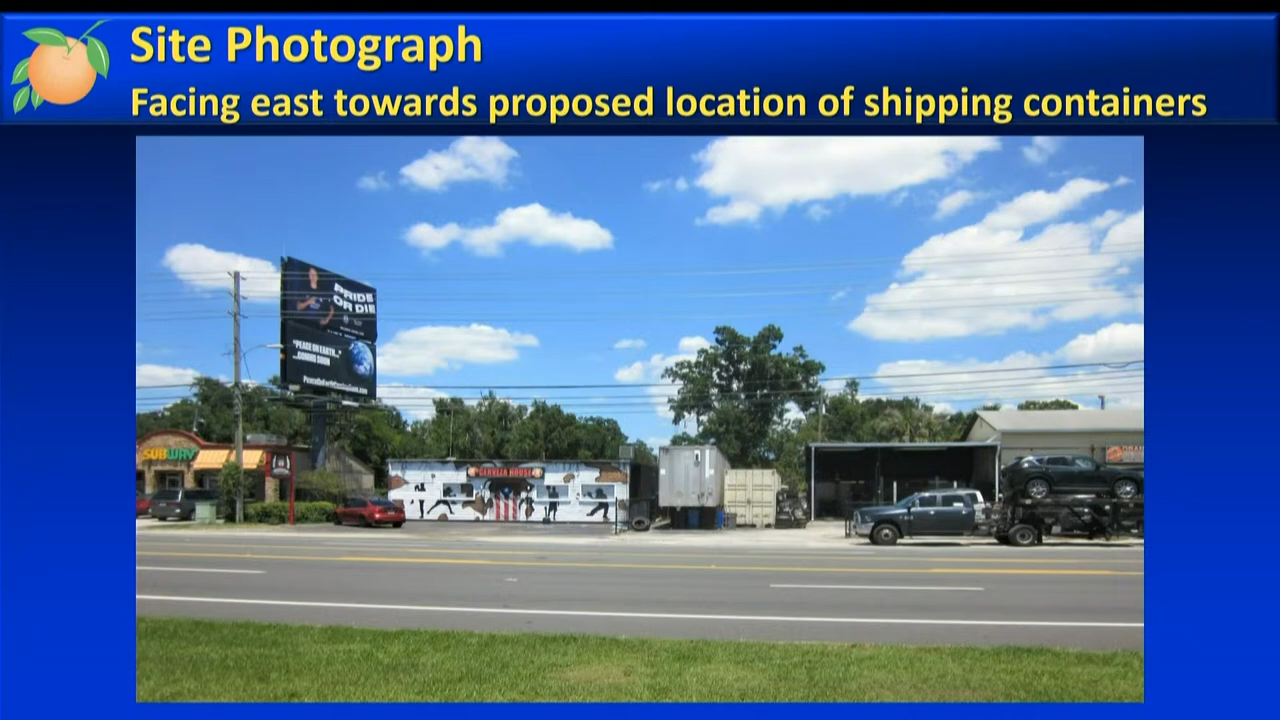 Site Photograph
Facing east towards proposed location of shipping containers
PRIDE
OR DIE
"PEACE ON EARTH..."
...COMING SOON
SUBWAY
CERVEZA HOUSE